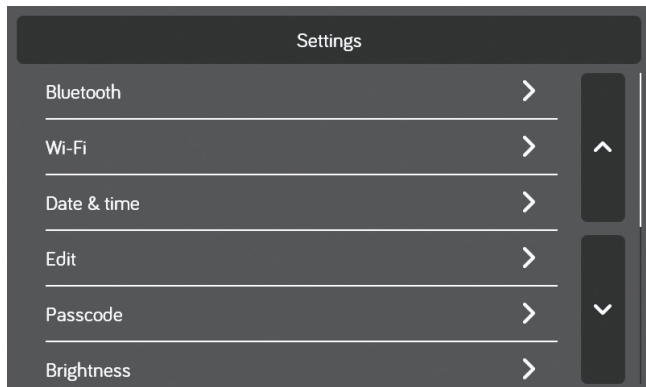 Settings
Bluetooth
Wi-Fi
Date & time
Edit
Passcode
Brightness